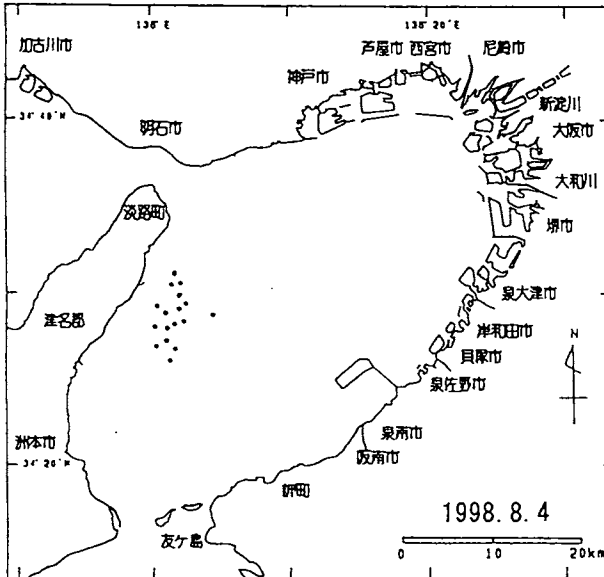 135°E
135°20'E
加古川市
芦屋市
西宮市
尼崎市
神戸市
新淀川
34°40'N
明石市
大阪市
大和川
淡路町
堺市
泉大津市
津名郡
岸和田市
N
貝塚市
泉佐野市
泉南市
洲本市
阪南市
34°20'N
岬町
1998.8.4
友ケ島
0 10 20km